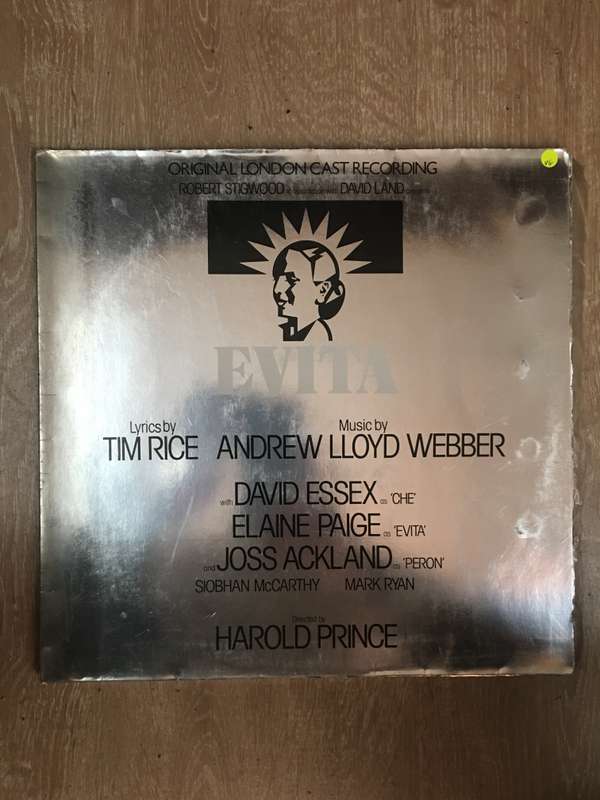 ORIGINAL LONDON CAST RECORDING
ROBERT STIGWOOD DAVID LAND
EVITA
Lyrics by Music by
TIM RICE ANDREW LLOYD WEBBER
with DAVID ESSEX as 'CHE'
ELAINE PAIGE as 'EVITA'
and JOSS ACKLAND as 'PERON'
SIOBHAN McCARTHY MARK RYAN
Directed by
HAROLD PRINCE